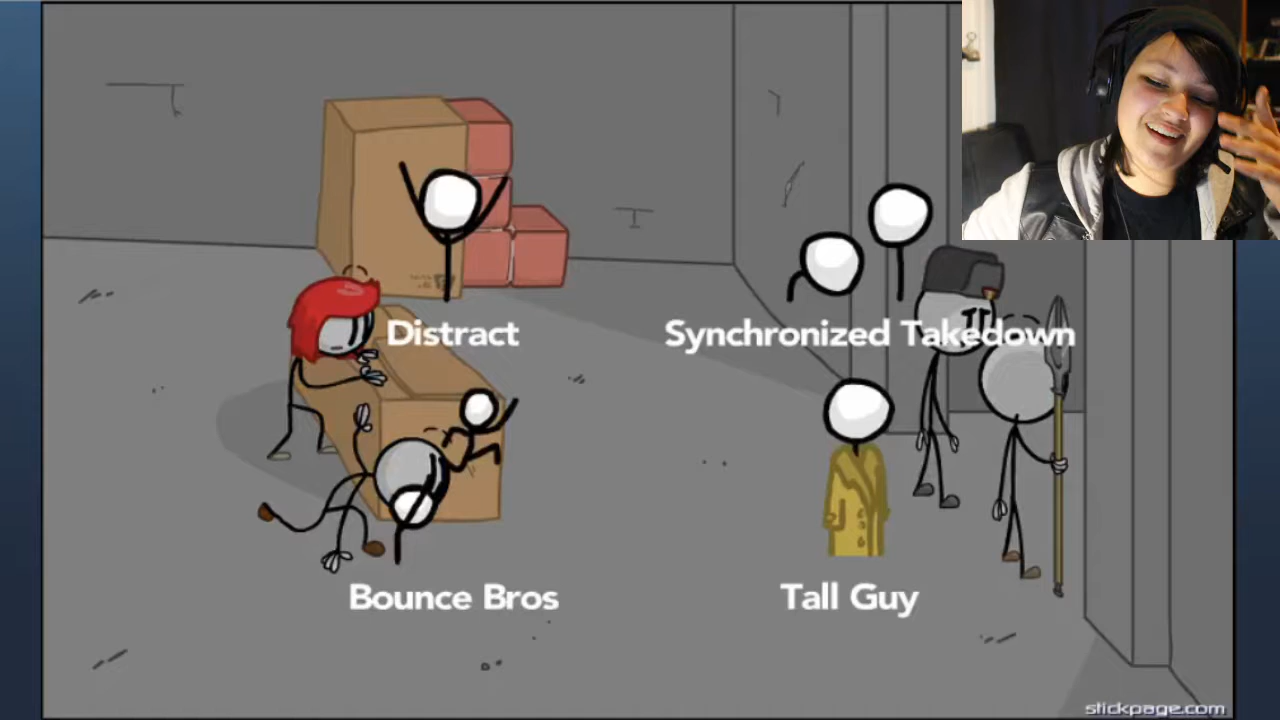 Distract
Synchronized Takedown
Bounce Bros
Tall Guy
stickpage.com